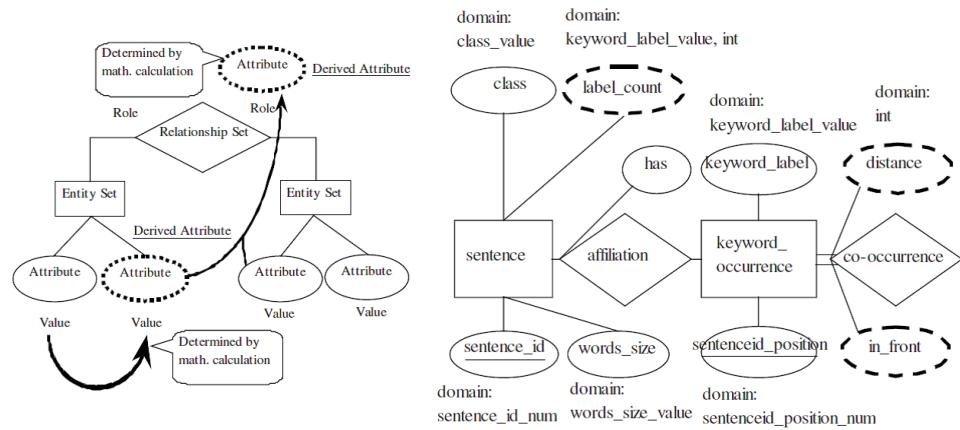 Determined by
math. calculation
Attribute
Derived Attribute
Role
Role
Relationship Set
Entity Set
Entity Set
Derived Attribute
Attribute
Attribute
Attribute
Attribute
Value
Value
Value
Value
Determined by
math. calculation
domain:
class_value
domain:
keyword_label_value, int
class
label_count
domain:
keyword_label_value
domain:
int
has
keyword_label
distance
sentence
affiliation
keyword_
occurrence
co-occurrence
sentence_id
words_size
sentenceid_position
in_front
domain:
sentence_id_num
domain:
words_size_value
domain:
sentenceid_position_num